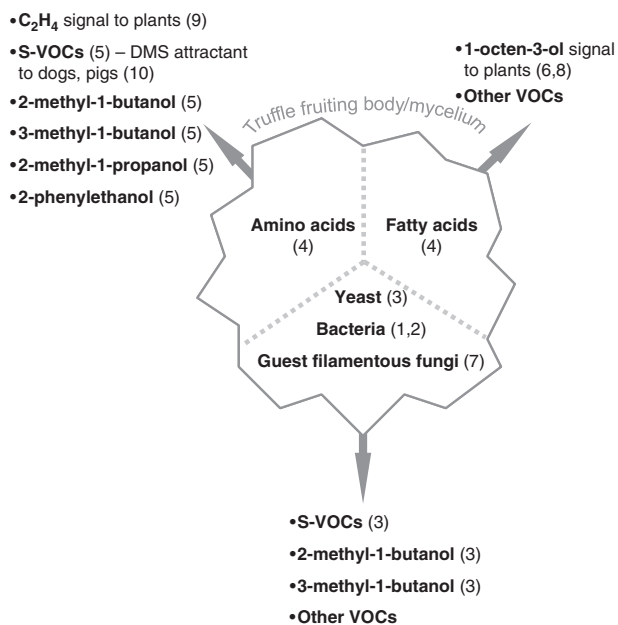 •C₂H₄ signal to plants (9)
•S-VOCs (5) – DMS attractant
to dogs, pigs (10)
•2-methyl-1-butanol (5)
•3-methyl-1-butanol (5)
•2-methyl-1-propanol (5)
•2-phenylethanol (5)
•1-octen-3-ol signal
to plants (6,8)
•Other VOCs
Truffle fruiting body/mycelium
Amino acids
(4)
Fatty acids
(4)
Yeast (3)
Bacteria (1,2)
Guest filamentous fungi (7)
•S-VOCs (3)
•2-methyl-1-butanol (3)
•3-methyl-1-butanol (3)
•Other VOCs